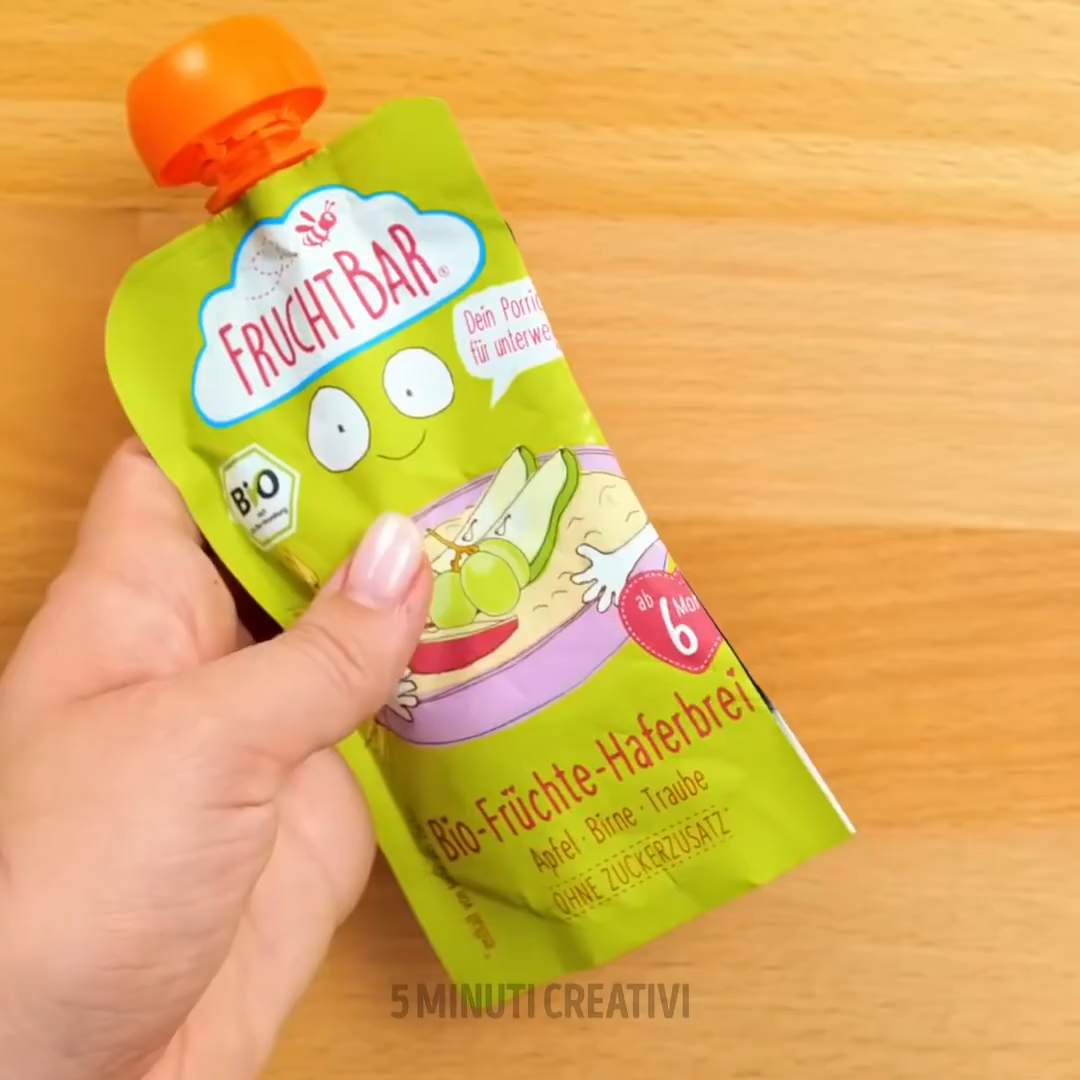 FRUCHTBAR®
Dein Porri
für unterwe
BiO
ab 6 Mon
Bio-Früchte-Haferbrei
Apfel · Birne · Traube
OHNE ZUCKERZUSATZ
5 MINUTI CREATIVI